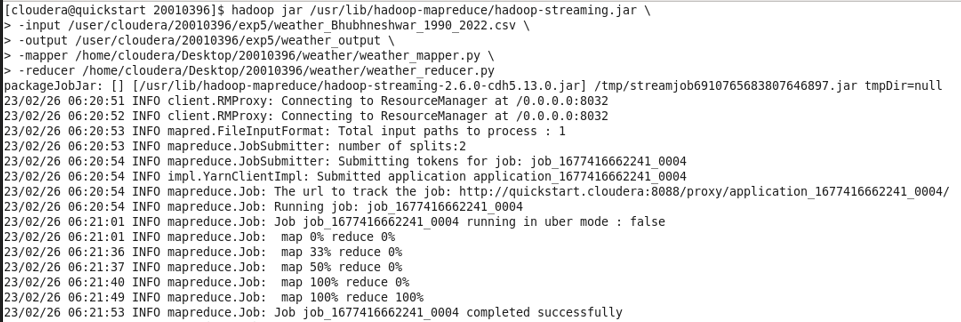 [cloudera@quickstart 20010396]$ hadoop jar /usr/lib/hadoop-mapreduce/hadoop-streaming.jar \
> -input /user/cloudera/exp5/weather_Bhubhneshwar_1990_2022.csv \
> -output /user/cloudera/exp5/weather_output \
> -mapper /home/cloudera/Desktop/20010396/weather/weather_mapper.py \
> -reducer /home/cloudera/Desktop/20010396/weather/weather_reducer.py
packageJobJar: [] [/usr/lib/hadoop-mapreduce/hadoop-streaming-2.6.0-cdh5.13.0.jar] /tmp/streamjob6910765683807646897.jar tmpDir=null
23/02/26 06:20:51 INFO client.RMProxy: Connecting to ResourceManager at /0.0.0.0:8032
23/02/26 06:20:52 INFO client.RMProxy: Connecting to ResourceManager at /0.0.0.0:8032
23/02/26 06:20:53 INFO mapred.FileInputFormat: Total input paths to process : 1
23/02/26 06:20:53 INFO mapreduce.JobSubmitter: number of splits:2
23/02/26 06:20:54 INFO mapreduce.JobSubmitter: Submitting tokens for job: job_1677416662241_0004
23/02/26 06:20:54 INFO impl.YarnClientImpl: Submitted application application_1677416662241_0004
23/02/26 06:20:54 INFO mapreduce.Job: The url to track the job: http://quickstart.cloudera:8088/proxy/application_1677416662241_0004/
23/02/26 06:20:54 INFO mapreduce.Job: Running job: job_1677416662241_0004
23/02/26 06:21:01 INFO mapreduce.Job: Job job_1677416662241_0004 running in uber mode : false
23/02/26 06:21:01 INFO mapreduce.Job:  map 0% reduce 0%
23/02/26 06:21:36 INFO mapreduce.Job:  map 33% reduce 0%
23/02/26 06:21:37 INFO mapreduce.Job:  map 50% reduce 0%
23/02/26 06:21:40 INFO mapreduce.Job:  map 100% reduce 0%
23/02/26 06:21:49 INFO mapreduce.Job:  map 100% reduce 100%
23/02/26 06:21:53 INFO mapreduce.Job: Job job_1677416662241_0004 completed successfully